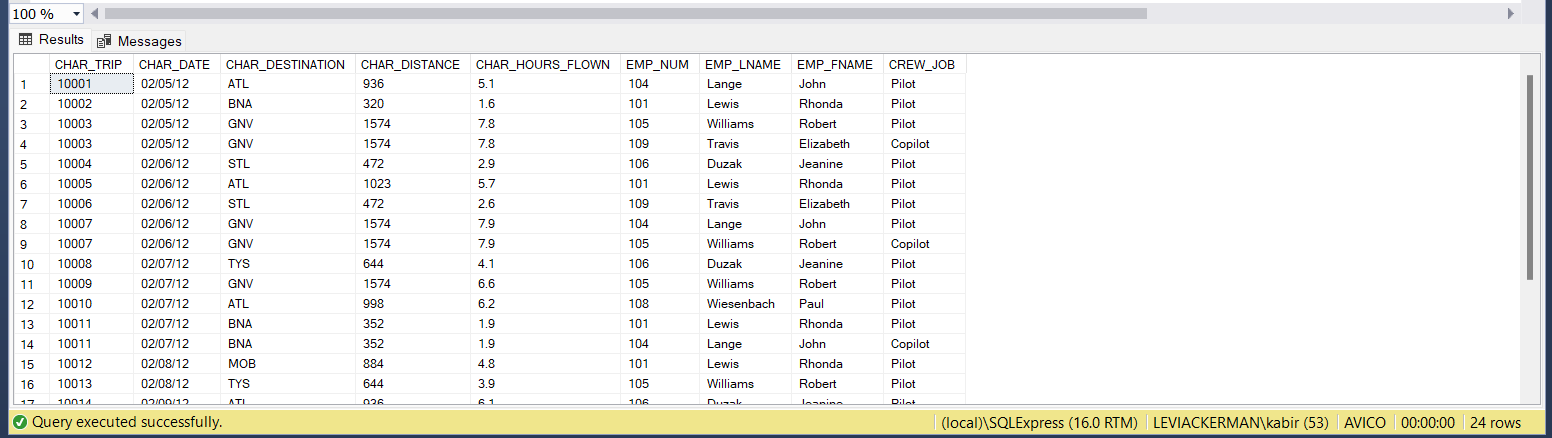 100 %
Results Messages
CHAR_TRIP CHAR_DATE CHAR_DESTINATION CHAR_DISTANCE CHAR_HOURS_FLOWN EMP_NUM EMP_LNAME EMP_FNAME CREW_JOB
1 10001 02/05/12 ATL 936 5.1 104 Lange John Pilot
2 10002 02/05/12 BNA 320 1.6 101 Lewis Rhonda Pilot
3 10003 02/05/12 GNV 1574 7.8 105 Williams Robert Pilot
4 10003 02/05/12 GNV 1574 7.8 109 Travis Elizabeth Copilot
5 10004 02/06/12 STL 472 2.9 106 Duzak Jeanine Pilot
6 10005 02/06/12 ATL 1023 5.7 101 Lewis Rhonda Pilot
7 10006 02/06/12 STL 472 2.6 109 Travis Elizabeth Pilot
8 10007 02/06/12 GNV 1574 7.9 104 Lange John Pilot
9 10007 02/06/12 GNV 1574 7.9 105 Williams Robert Copilot
10 10008 02/07/12 TYS 644 4.1 106 Duzak Jeanine Pilot
11 10009 02/07/12 GNV 1574 6.6 105 Williams Robert Pilot
12 10010 02/07/12 ATL 998 6.2 108 Wiesenbach Paul Pilot
13 10011 02/07/12 BNA 352 1.9 101 Lewis Rhonda Pilot
14 10011 02/07/12 BNA 352 1.9 104 Lange John Copilot
15 10012 02/08/12 MOB 884 4.8 101 Lewis Rhonda Pilot
16 10013 02/08/12 TYS 644 3.9 105 Williams Robert Pilot
17 10014 02/09/12 ATL 936 6.1 106 Duzak Jeanine Pilot
Query executed successfully. (local)\SQLExpress (16.0 RTM) LEVIACKERMAN\kabir (53) AVICO 00:00:00 24 rows